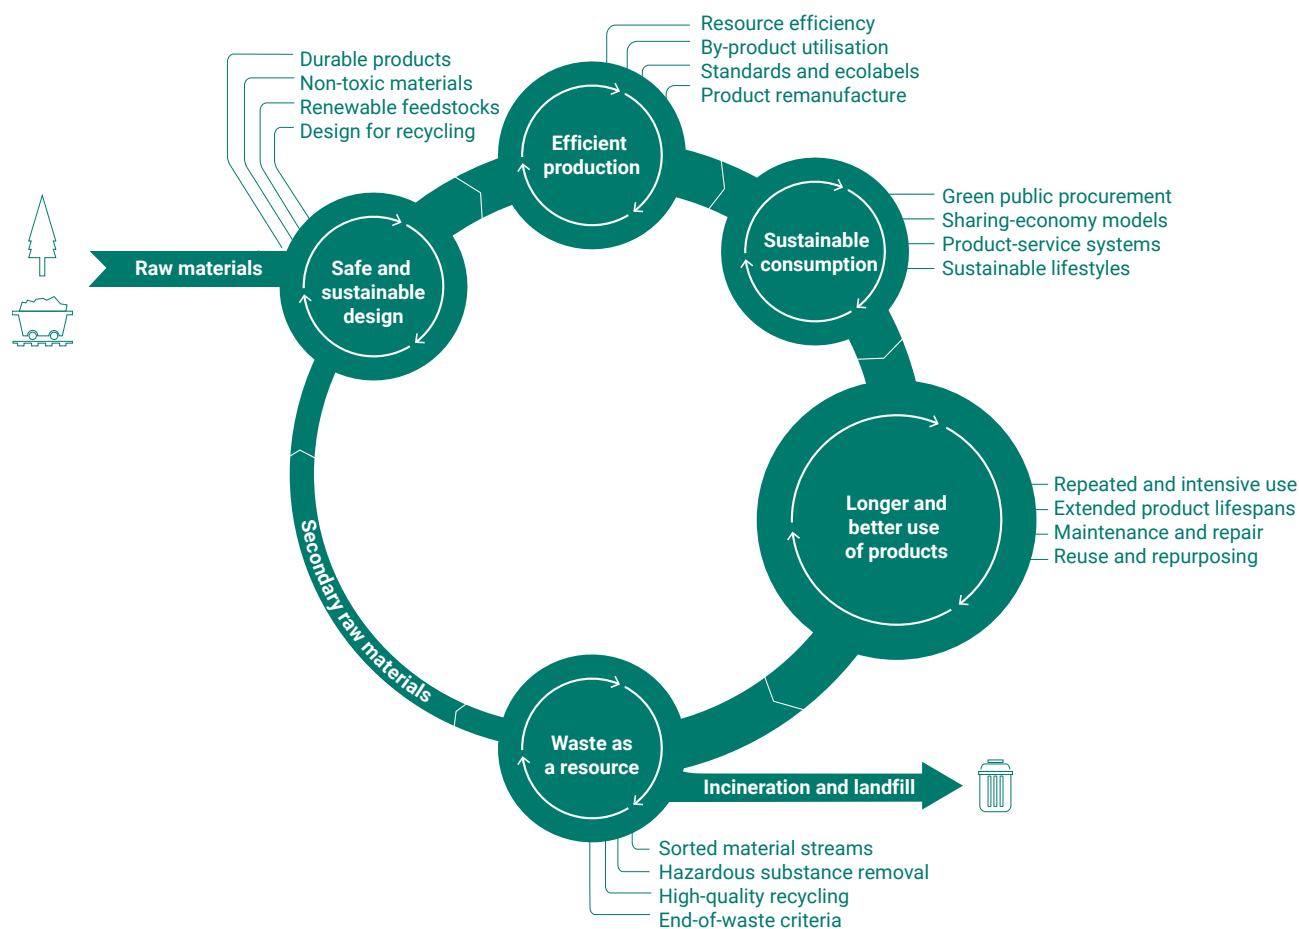 Durable products
Non-toxic materials
Renewable feedstocks
Design for recycling
Resource efficiency
By-product utilisation
Standards and ecolabels
Product remanufacture
Efficient
production
Green public procurement
Sharing-economy models
Product-service systems
Sustainable lifestyles
Sustainable
consumption
Raw materials
Safe and
sustainable
design
Repeated and intensive use
Extended product lifespans
Maintenance and repair
Reuse and repurposing
Longer and
better use
of products
Secondary raw materials
Waste as
a resource
Incineration and landfill
Sorted material streams
Hazardous substance removal
High-quality recycling
End-of-waste criteria